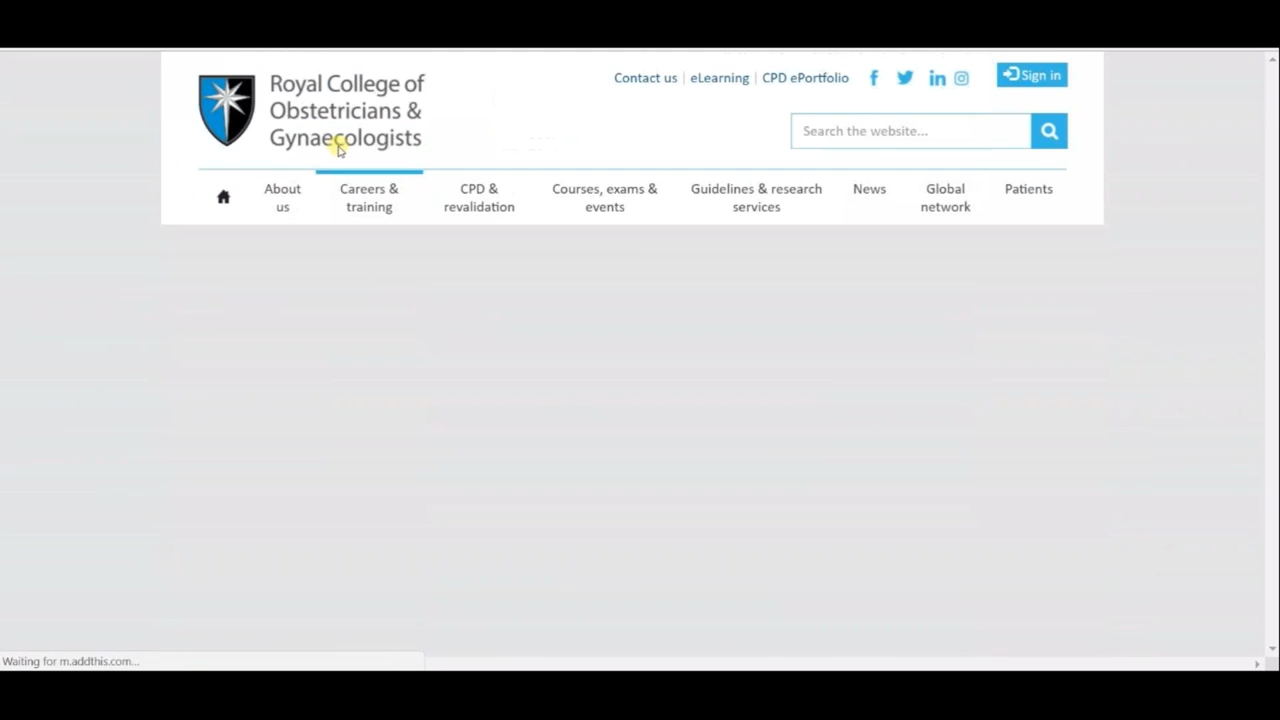 Royal College of
Obstetricians &
Gynaecologists
Contact us | eLearning | CPD ePortfolio
Sign in
Search the website...
About
us
Careers &
training
CPD &
revalidation
Courses, exams &
events
Guidelines & research
services
News
Global
network
Patients
Waiting for m.addthis.com...